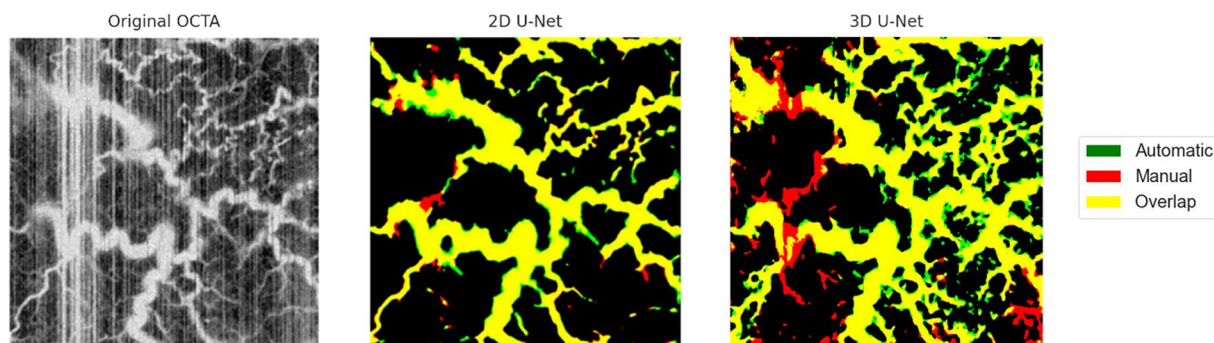 Original OCTA
2D U-Net
3D U-Net
Automatic
Manual
Overlap